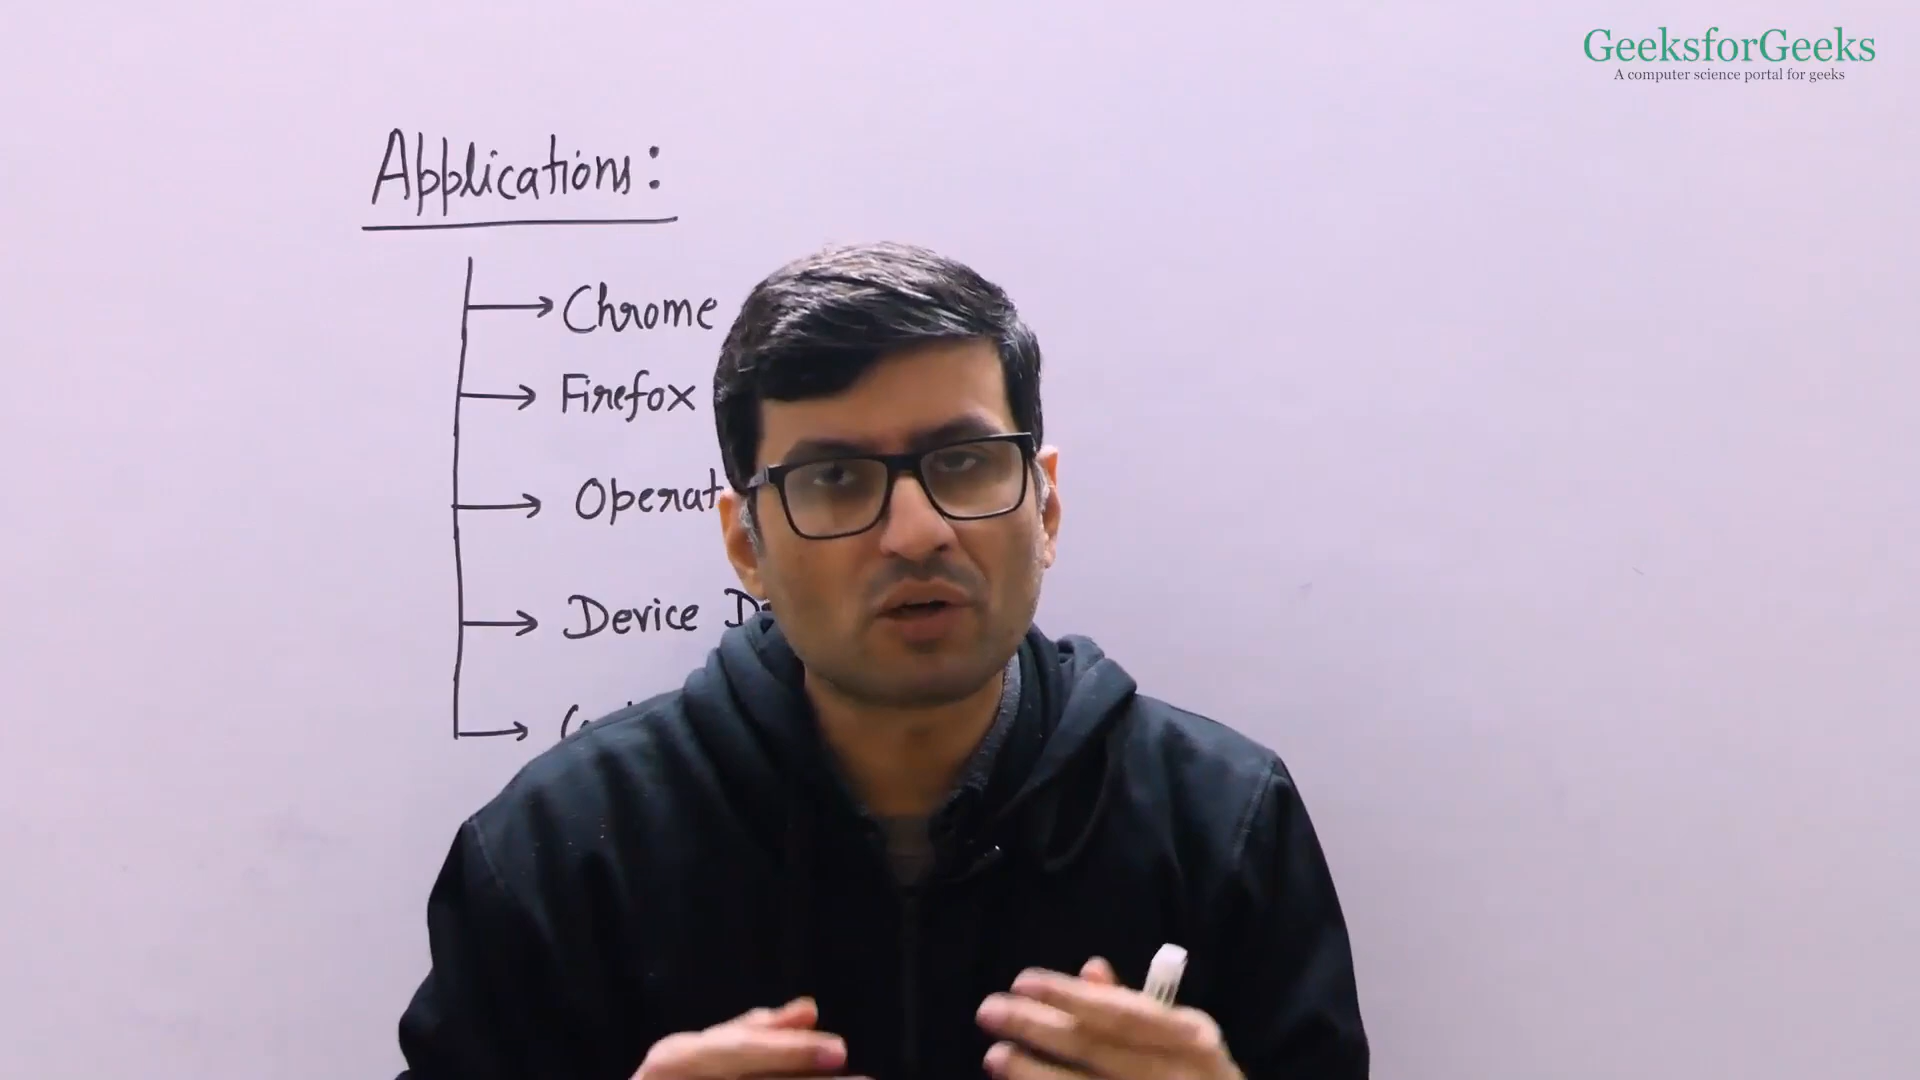 GeeksforGeeks
A computer science portal for geeks
Applications:
Chrome
Firefox
Operat
Device D